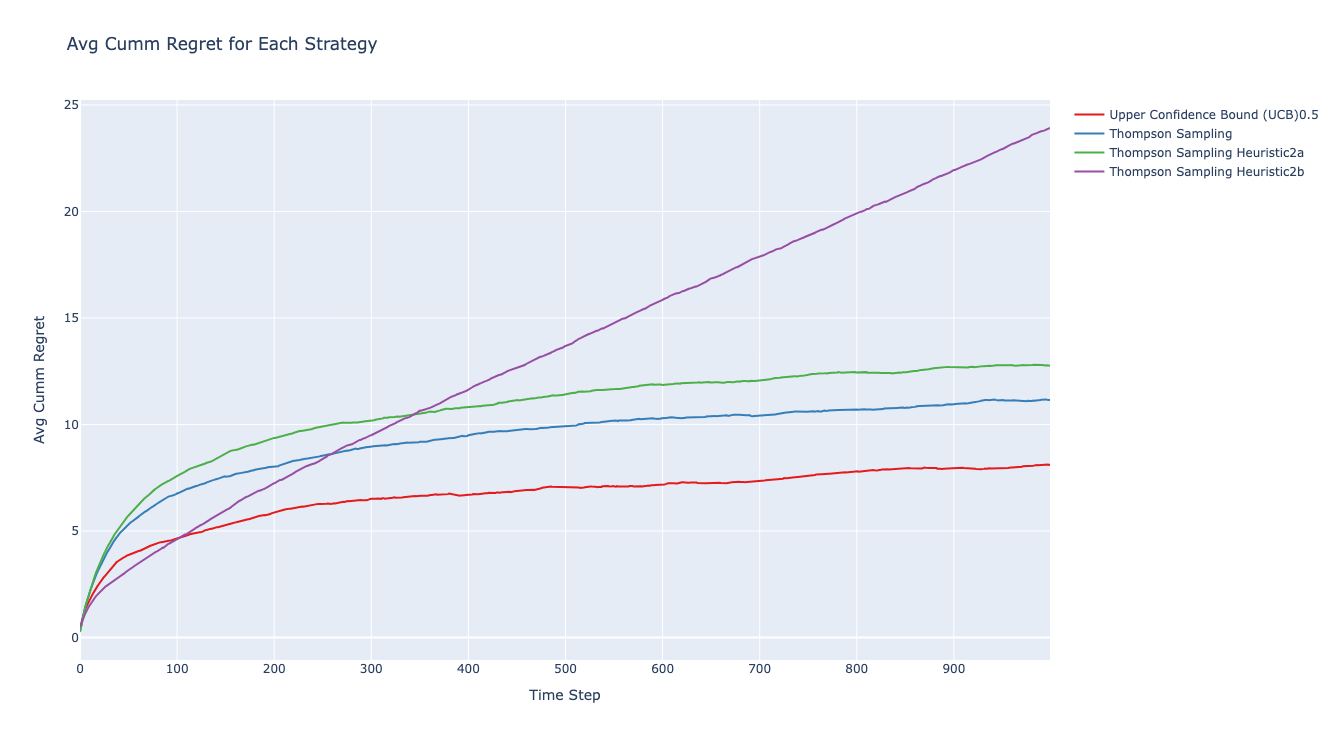 Avg Cumm Regret for Each Strategy
25
20
15
10
5
0
Avg Cumm Regret
0 100 200 300 400 500 600 700 800 900
Time Step
Upper Confidence Bound (UCB)0.5
Thompson Sampling
Thompson Sampling Heuristic2a
Thompson Sampling Heuristic2b